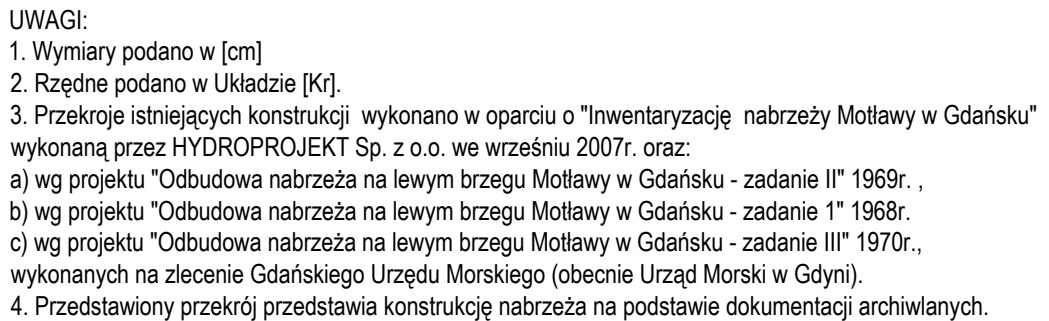 UWAGI:
1. Wymiary podano w [cm]
2. Rzędne podano w Układzie [Kr].
3. Przekroje istniejących konstrukcji wykonano w oparciu o "Inwentaryzację nabrzeży Motławy w Gdańsku"
wykonaną przez HYDROPROJEKT Sp. z o.o. we wrześniu 2007r. oraz:
a) wg projektu "Odbudowa nabrzeża na lewym brzegu Motławy w Gdańsku - zadanie II" 1969r. ,
b) wg projektu "Odbudowa nabrzeża na lewym brzegu Motławy w Gdańsku - zadanie 1" 1968r.
c) wg projektu "Odbudowa nabrzeża na lewym brzegu Motławy w Gdańsku - zadanie III" 1970r.,
wykonanych na zlecenie Gdańskiego Urzędu Morskiego (obecnie Urząd Morski w Gdyni).
4. Przedstawiony przekrój przedstawia konstrukcję nabrzeża na podstawie dokumentacji archiwlanych.